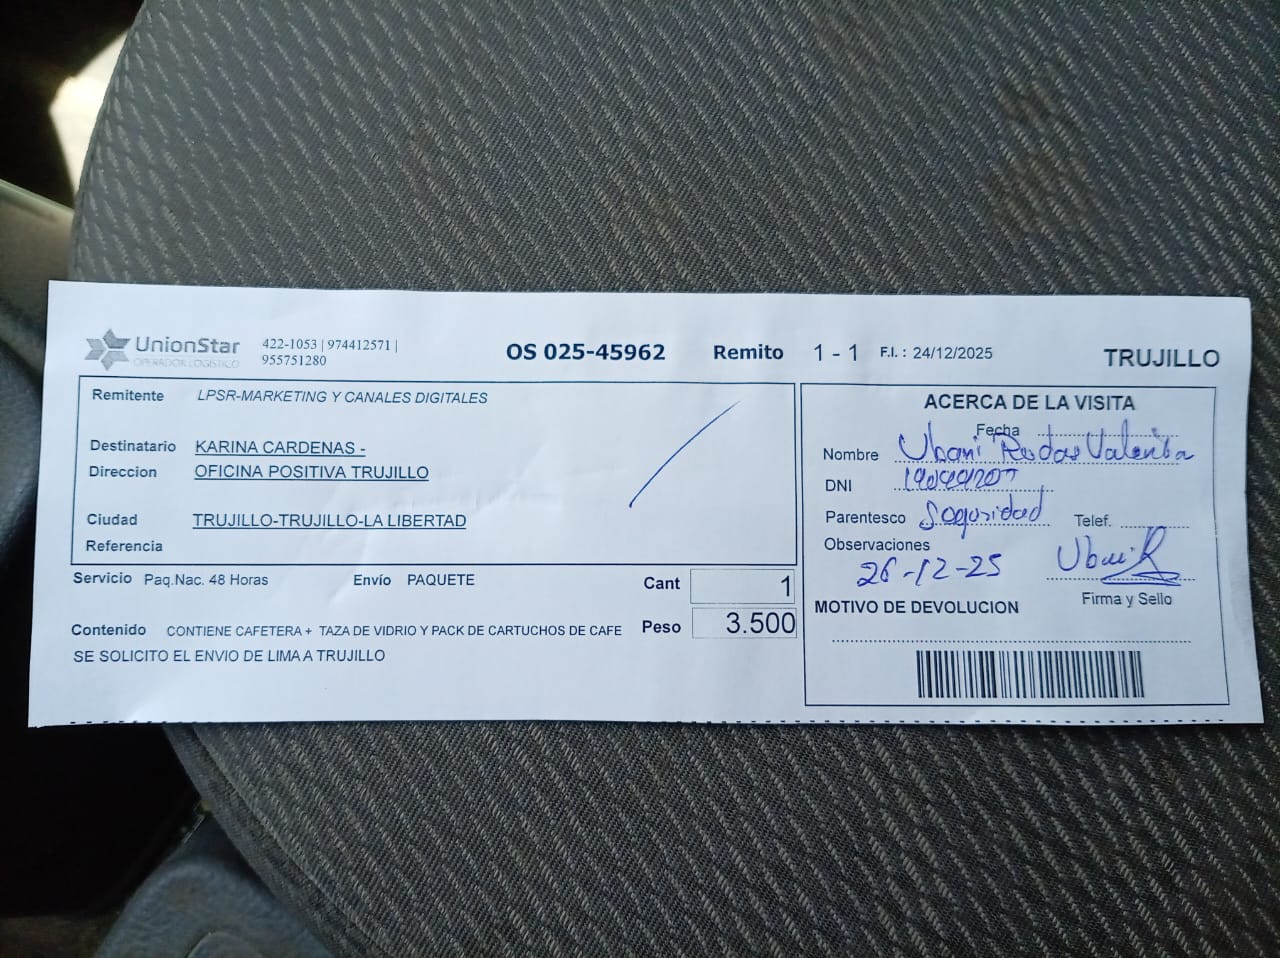 UnionStar
OPERADOR LOGISTICO
422-1053 | 974412571 |
955751280
OS 025-45962 Remito 1 - 1 F.I. : 24/12/2025 TRUJILLO
Remitente LPSR-MARKETING Y CANALES DIGITALES
Destinatario KARINA CARDENAS -
Direccion OFICINA POSITIVA TRUJILLO
Ciudad TRUJILLO-TRUJILLO-LA LIBERTAD
Referencia
Servicio Paq.Nac. 48 Horas Envío PAQUETE Cant 1
Contenido CONTIENE CAFETERA + TAZA DE VIDRIO Y PACK DE CARTUCHOS DE CAFE Peso 3.500
SE SOLICITO EL ENVIO DE LIMA A TRUJILLO
ACERCA DE LA VISITA
Fecha
Nombre
DNI
Parentesco Seguridad Telef.
Observaciones
26-12-25
Firma y Sello
MOTIVO DE DEVOLUCION